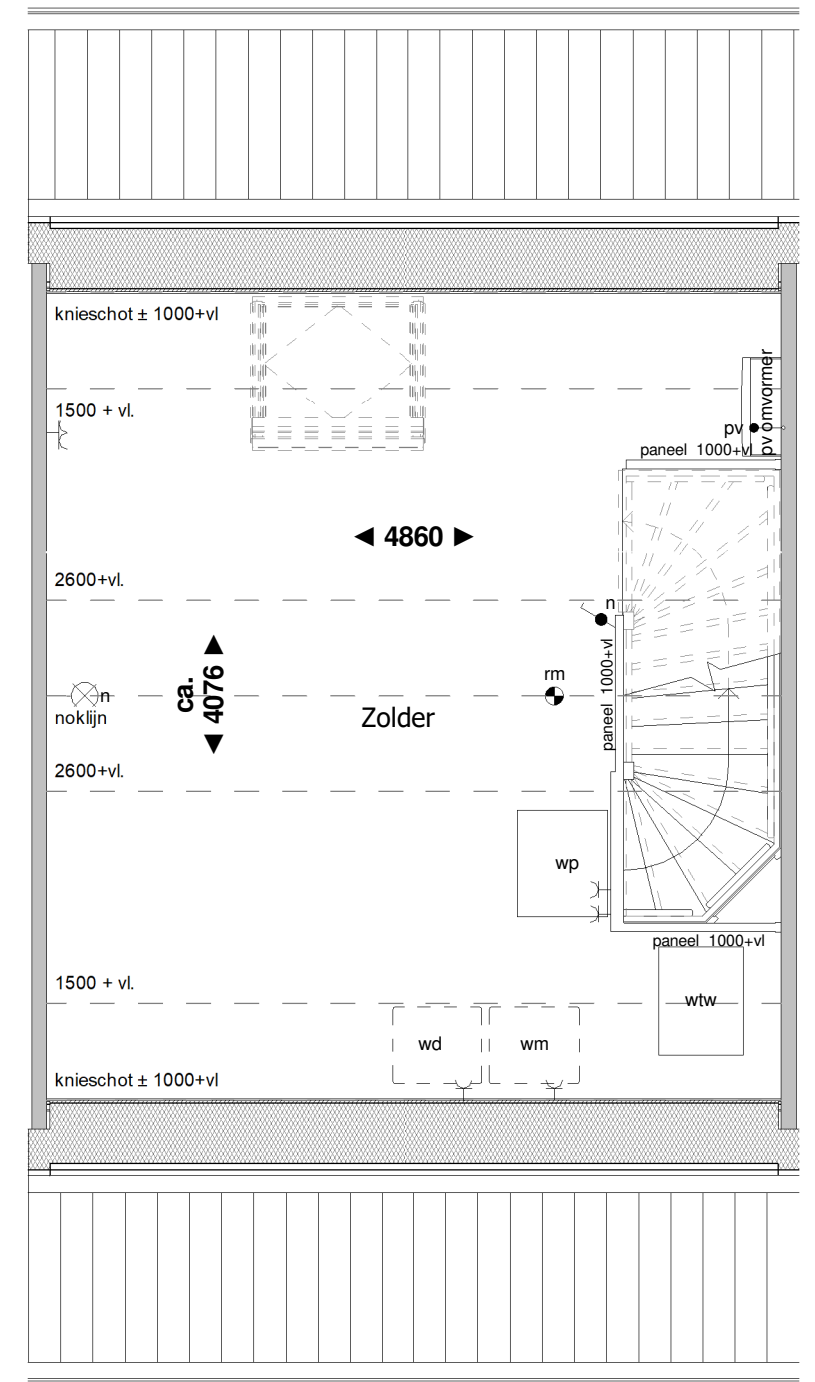 knieschot ± 1000+vl
1500 + vl.
pv omvormer
pv
paneel 1000+vl
4860
2600+vl.
n
paneel 1000+vl
rm
n
noklijn
ca.
4076
Zolder
2600+vl.
wp
paneel 1000+vl
1500 + vl.
wtw
wd
wm
knieschot ± 1000+vl